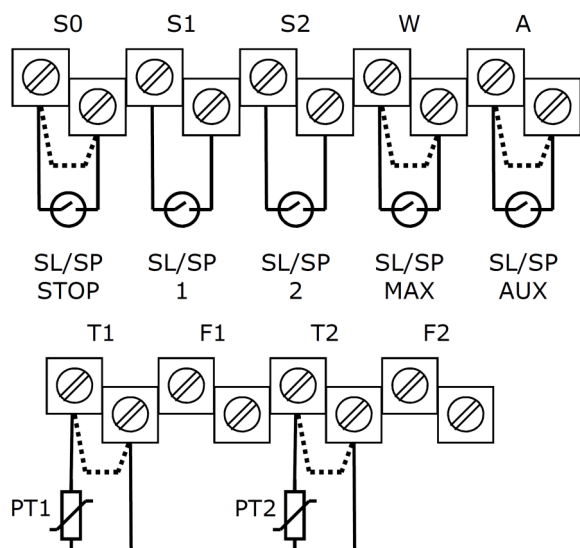 S0 S1 S2 W A
SL/SP SL/SP SL/SP SL/SP SL/SP
STOP 1 2 MAX AUX
T1 F1 T2 F2
PT1 PT2